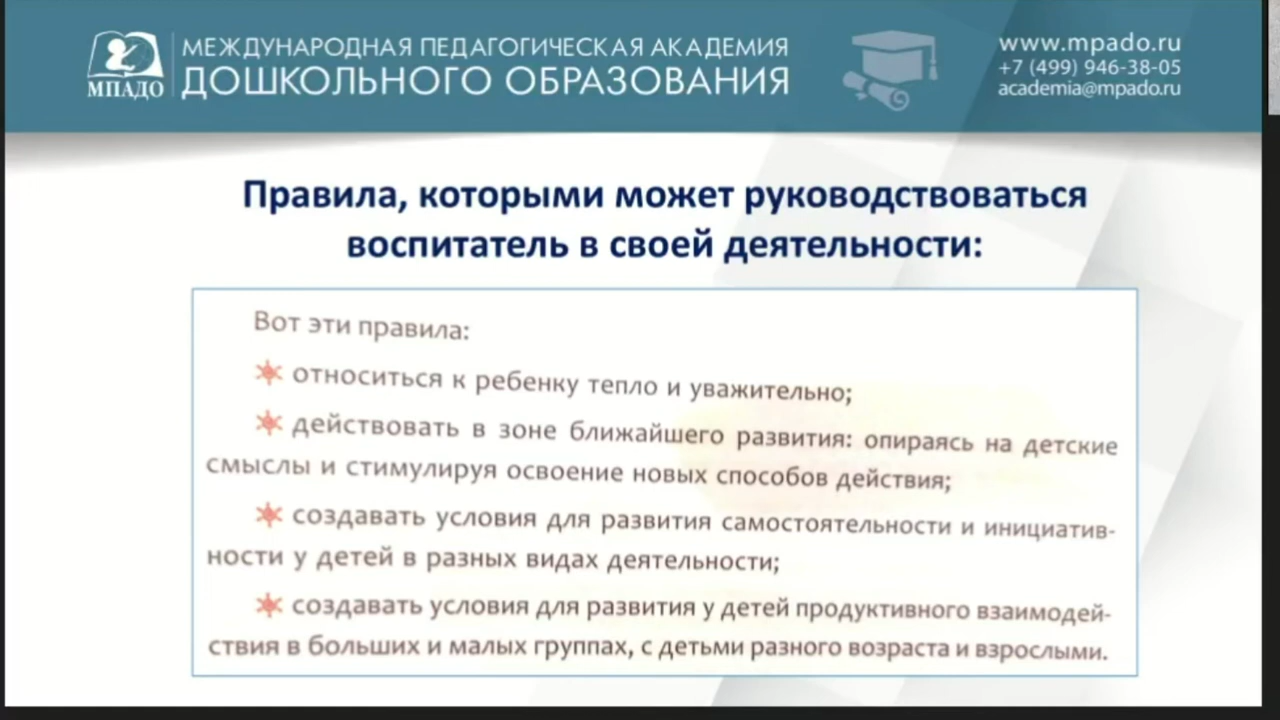 МЕЖДУНАРОДНАЯ ПЕДАГОГИЧЕСКАЯ АКАДЕМИЯ
ДОШКОЛЬНОГО ОБРАЗОВАНИЯ
МПАДО
www.mpado.ru
+7 (499) 946-38-05
academia@mpado.ru
Правила, которыми может руководствоваться
воспитатель в своей деятельности:
Вот эти правила:
относиться к ребенку тепло и уважительно;
действовать в зоне ближайшего развития: опираясь на детские
смыслы и стимулируя освоение новых способов действия;
создавать условия для развития самостоятельности и инициатив-
ности у детей в разных видах деятельности;
создавать условия для развития у детей продуктивного взаимодей-
ствия в больших и малых группах, с детьми разного возраста и взрослыми.